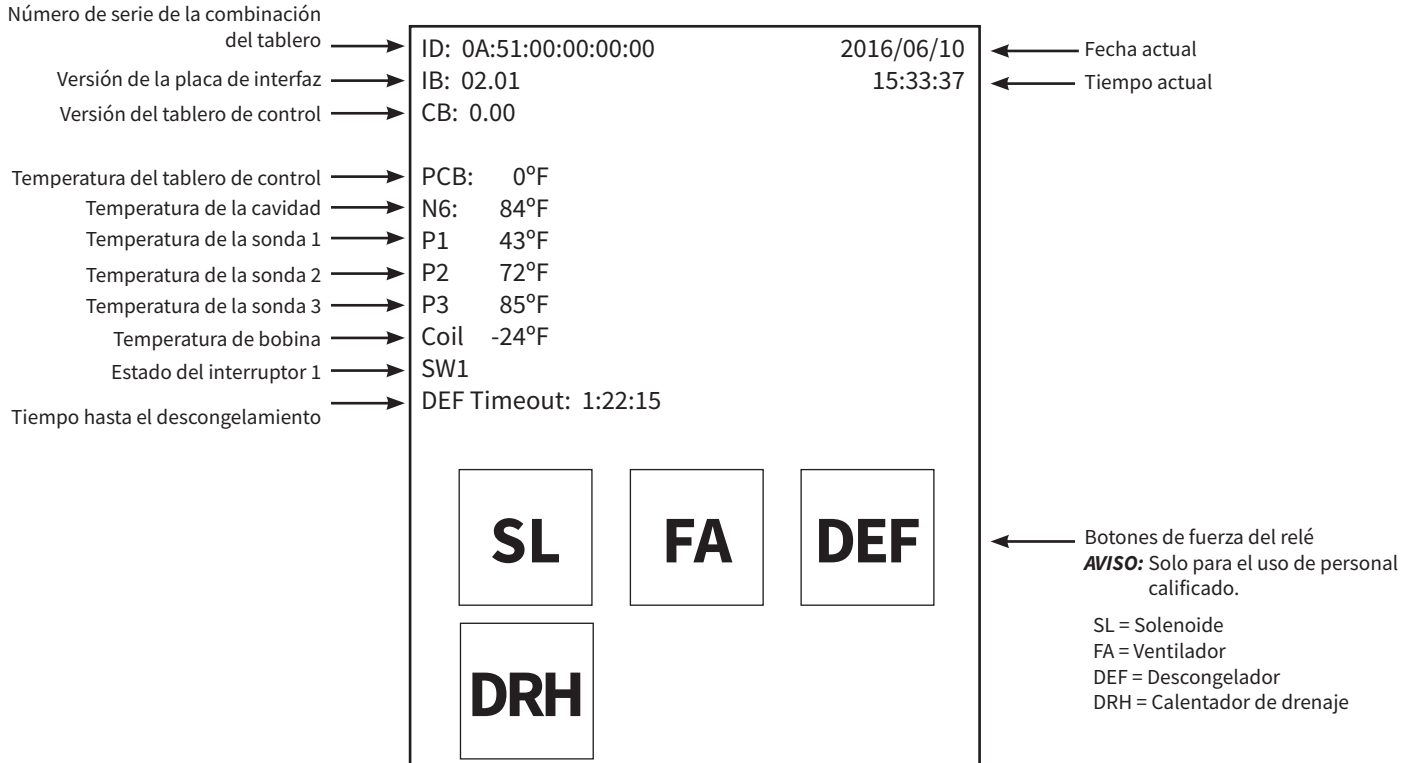 Número de serie de la combinación
del tablero
Versión de la placa de interfaz
Versión del tablero de control
Temperatura del tablero de control
Temperatura de la cavidad
Temperatura de la sonda 1
Temperatura de la sonda 2
Temperatura de la sonda 3
Temperatura de bobina
Estado del interruptor 1
Tiempo hasta el descongelamiento
ID: 0A:51:00:00:00:00 2016/06/10
IB: 02.01 15:33:37
CB: 0.00
PCB: 0°F
N6: 84°F
P1 43°F
P2 72°F
P3 85°F
Coil -24°F
SW1
DEF Timeout: 1:22:15
SL FA DEF
DRH
Fecha actual
Tiempo actual
Botones de fuerza del relé
AVISO: Solo para el uso de personal
calificado.
SL = Solenoide
FA = Ventilador
DEF = Descongelador
DRH = Calentador de drenaje